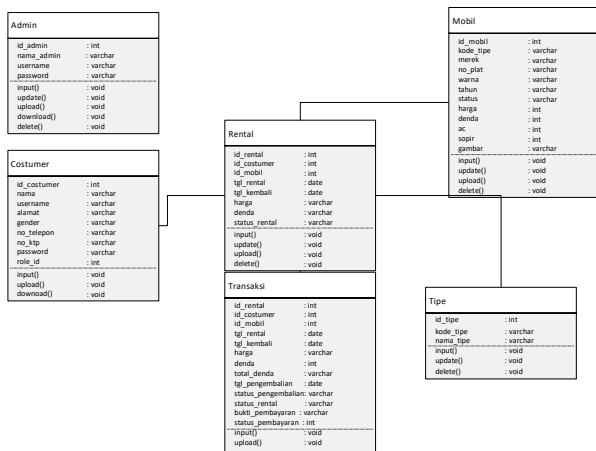 Admin
id_admin : int
nama_admin : varchar
username : varchar
password : varchar
input() : void
update() : void
upload() : void
download() : void
delete() : void
Costumer
id_costumer : int
nama : varchar
username : varchar
alamat : varchar
gender : varchar
no_telepon : varchar
no_ktp : varchar
password : varchar
role_id : int
input() : void
upload() : void
downoad() : void
Rental
id_rental : int
id_costumer : int
id_mobil : int
tgl_rental : date
tgl_kembali : date
harga : varchar
denda : varchar
status_rental : varchar
input() : void
update() : void
upload() : void
delete() : void
Transaksi
id_rental : int
id_costumer : int
id_mobil : int
tgl_rental : date
tgl_kembali : date
harga : varchar
denda : int
total_denda : varchar
tgl_pengembalian : date
status_pengembalian: varchar
status_rental : varchar
bukti_pembayaran : varchar
status_pembayaran : int
input() : void
upload() : void
Mobil
id_mobil : int
kode_tipe : varchar
merek : varchar
no_plat : varchar
warna : varchar
tahun : varchar
status : varchar
harga : int
denda : int
ac : int
sopir : int
gambar : varchar
input() : void
update() : void
upload() : void
delete() : void
Tipe
id_tipe : int
kode_tipe : varchar
nama_tipe : varchar
input() : void
update() : void
delete() : void